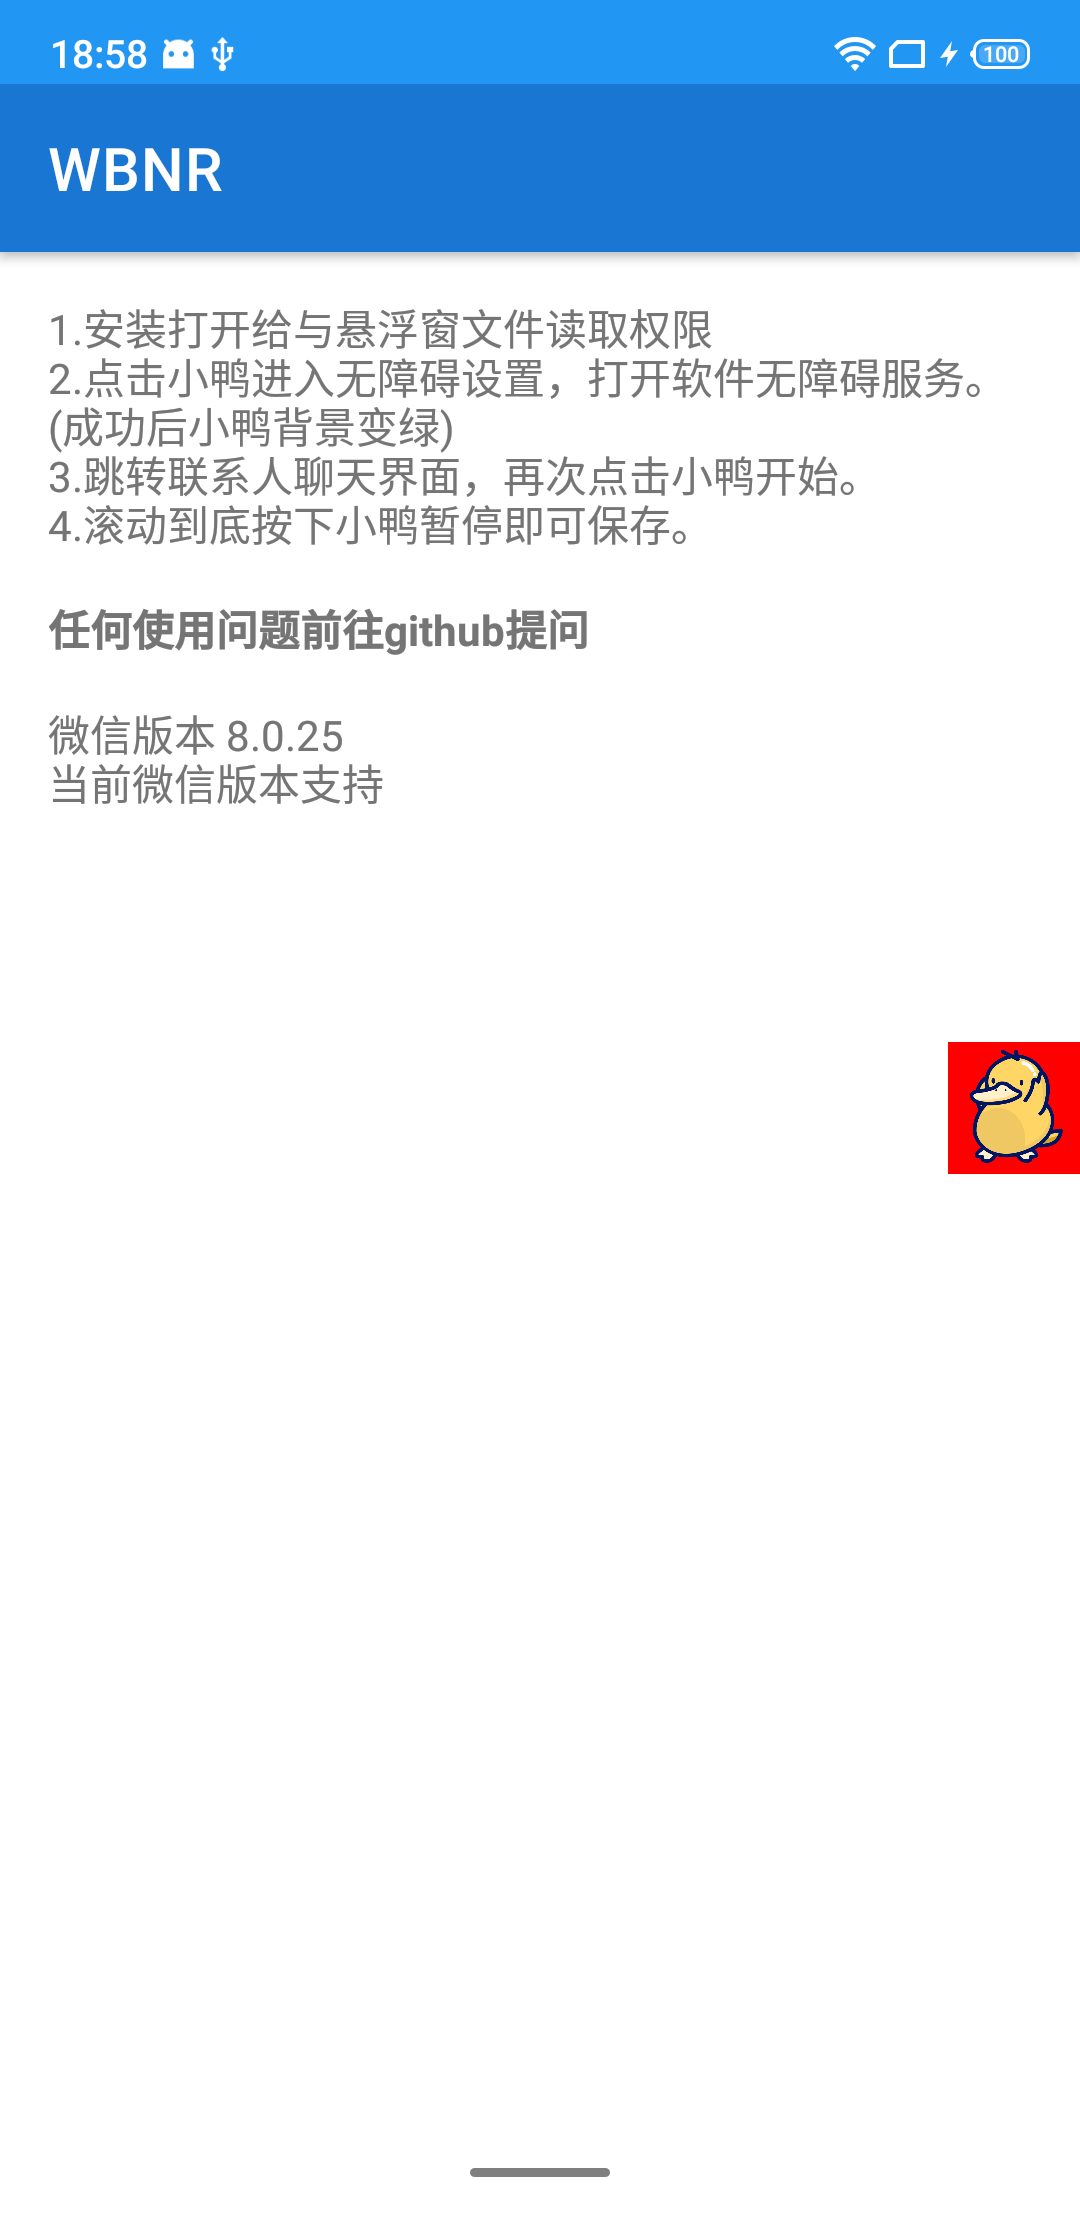 18:58
100
WBNR
1.安装打开给与悬浮窗文件读取权限
2.点击小鸭进入无障碍设置，打开软件无障碍服务。
(成功后小鸭背景变绿)
3.跳转联系人聊天界面，再次点击小鸭开始。
4.滚动到底按下小鸭暂停即可保存。
任何使用问题前往github提问
微信版本 8.0.25
当前微信版本支持